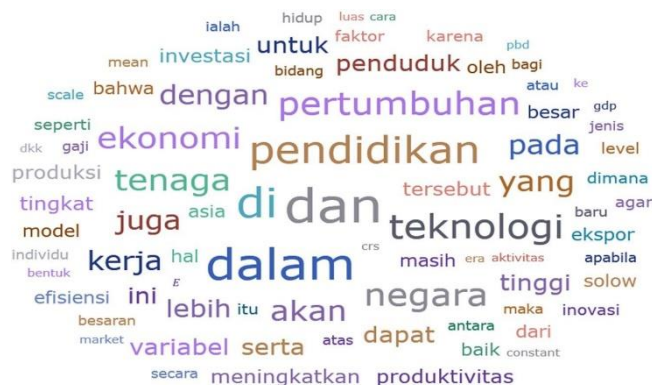 ialah hidup luas cara
mean investasi untuk faktor karena pbd
bidang penduduk oleh bagi
scale bahwa dengan pertumbuhan besar atau ke gdp
seperti jenis
dkk gaji ekonomi pendidikan pada level
produksi tenaga tersebut yang dimana
tingkat juga asia di dan teknologi baru agar
model ekspor
individu kerja hal dalam crs masih era aktivitas apabila
bentuk E negara tinggi solow
efisiensi ini lebih itu akan maka inovasi
besaran antara dari
market variabel serta atas dapat baik constant
secara meningkatkan produktivitas